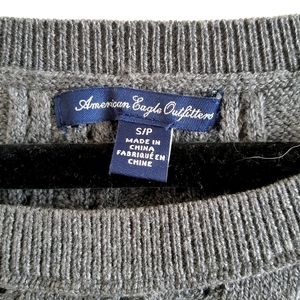 American Eagle Outfitters
S/P
MADE IN
CHINA
FABRIQUÉ EN
CHINE